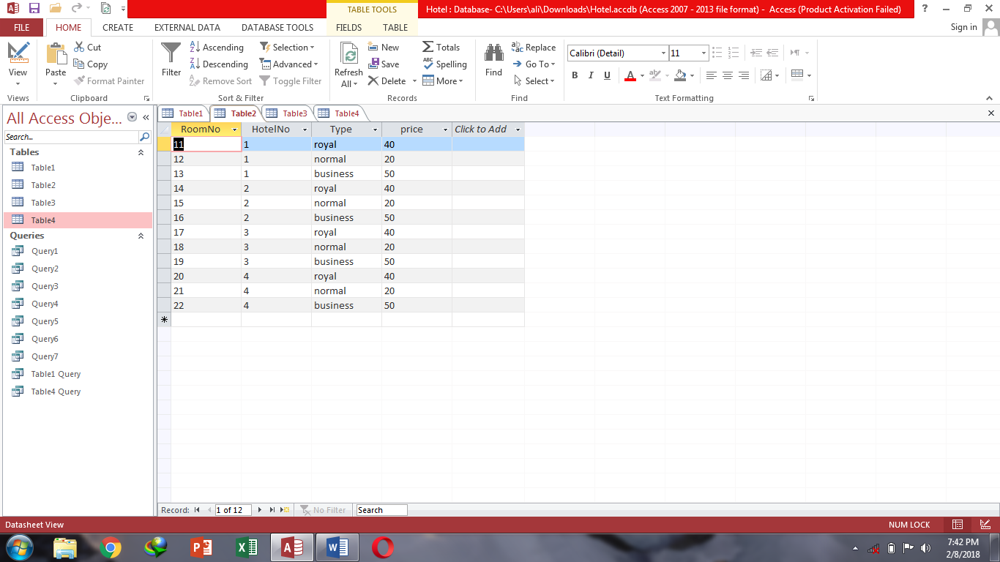 TABLE TOOLS
Hotel : Database- C:\Users\ali\Downloads\Hotel.accdb (Access 2007 - 2013 file format) - Access (Product Activation Failed)
?
FILE HOME CREATE EXTERNAL DATA DATABASE TOOLS FIELDS TABLE Sign in
View
Views
Paste
Cut
Copy
Format Painter
Clipboard
Filter
Ascending
Descending
Remove Sort
Selection
Advanced
Toggle Filter
Sort & Filter
Refresh
All
New
Save
Delete
Totals
Spelling
More
Records
Find
Replace
Go To
Select
Find
Calibri (Detail) 11
B I U A
Text Formatting
All Access Obje...
Search...
Tables
Table1
Table2
Table3
Table4
Queries
Query1
Query2
Query3
Query4
Query5
Query6
Query7
Table1 Query
Table4 Query
Table1 Table2 Table3 Table4
RoomNo HotelNo Type price Click to Add
11 1 royal 40
12 1 normal 20
13 1 business 50
14 2 royal 40
15 2 normal 20
16 2 business 50
17 3 royal 40
18 3 normal 20
19 3 business 50
20 4 royal 40
21 4 normal 20
22 4 business 50
Record: 1 of 12 No Filter Search
Datasheet View NUM LOCK
7:42 PM
2/8/2018